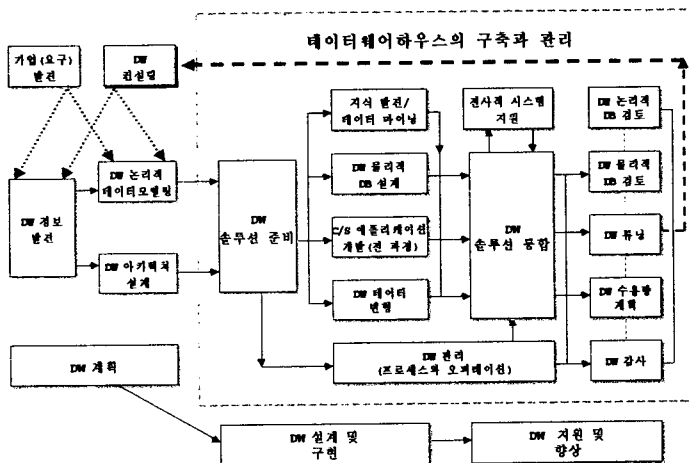 데이터웨어하우스의 구축과 관리
가업(요구)
발견
DW
컨설팅
지식 발견/
데이터 마이닝
전사적 시스템
지원
DW 논리적
DB 검토
DW 논리적
데이터모델링
DW 물리적
DB 설계
DW 물리적
DB 검토
DW 정보
발견
DW
솔루션 준비
C/S 애플리케이션
개발(전 과정)
DW
솔루션 통합
DW 튜닝
DW 아키텍쳐
설계
DW 데이터
변형
DW 수용량
계획
DW 관리
(프로세스와 오퍼레이션)
DW 감사
DW 계획
DW 설계 및
구현
DW 지원 및
향상